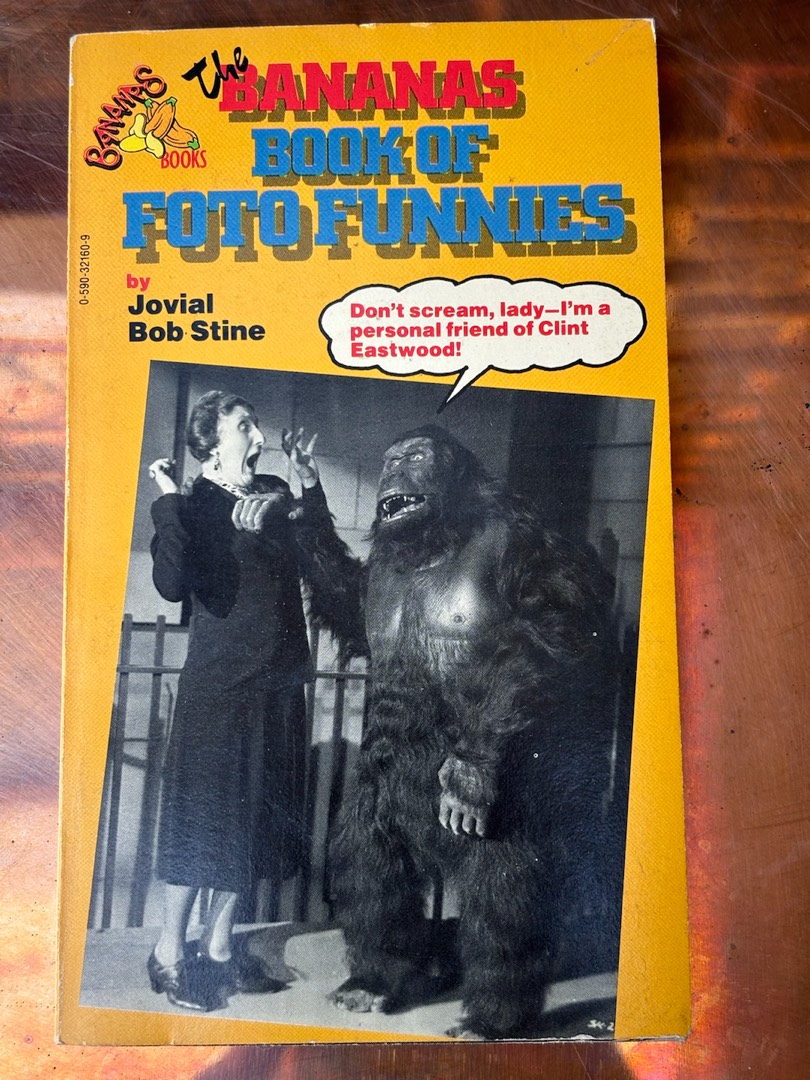 BANANAS
BOOKS
The
BANANAS
BOOK OF
FOTO FUNNIES
0-590-32160-9
by
Jovial
Bob Stine
Don't scream, lady—I'm a
personal friend of Clint
Eastwood!